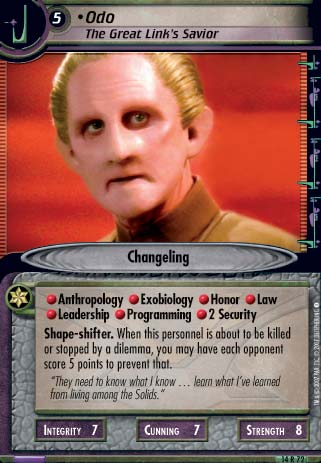 5
•Odo
The Great Link's Savior
Changeling
Anthropology Exobiology Honor Law
Leadership Programming 2 Security
Shape-shifter. When this personnel is about to be killed
or stopped by a dilemma, you may have each opponent
score 5 points to prevent that.
"They need to know what I know … learn what I've learned
from living among the Solids."
INTEGRITY 7 CUNNING 7 STRENGTH 8
14 R 72